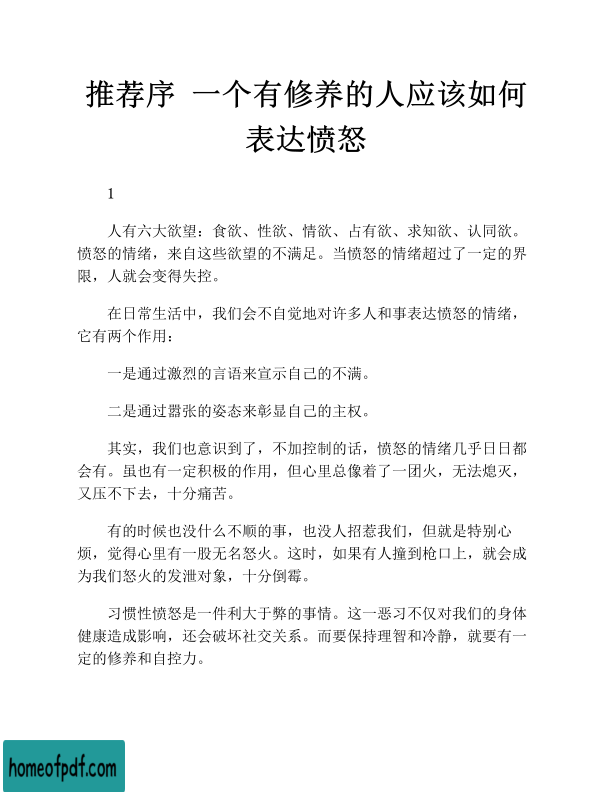 推荐序 一个有修养的人应该如何
表达愤怒
1
人有六大欲望：食欲、性欲、情欲、占有欲、求知欲、认同欲。
愤怒的情绪，来自这些欲望的不满足。当愤怒的情绪超过了一定的界
限，人就会变得失控。
在日常生活中，我们会不自觉地对许多人和事表达愤怒的情绪，
它有两个作用：
一是通过激烈的言语来宣示自己的不满。
二是通过嚣张的姿态来彰显自己的主权。
其实，我们也意识到了，不加控制的话，愤怒的情绪几乎日日都
会有。虽也有一定积极的作用，但心里总像着了一团火，无法熄灭，
又压不下去，十分痛苦。
有的时候也没什么不顺的事，也没人招惹我们，但就是特别心
烦，觉得心里有一股无名怒火。这时，如果有人撞到枪口上，就会成
为我们怒火的发泄对象，十分倒霉。
习惯性愤怒是一件利大于弊的事情。这一恶习不仅对我们的身体
健康造成影响，还会破坏社交关系。而要保持理智和冷静，就要有一
定的修养和自控力。
homeofpdf.com